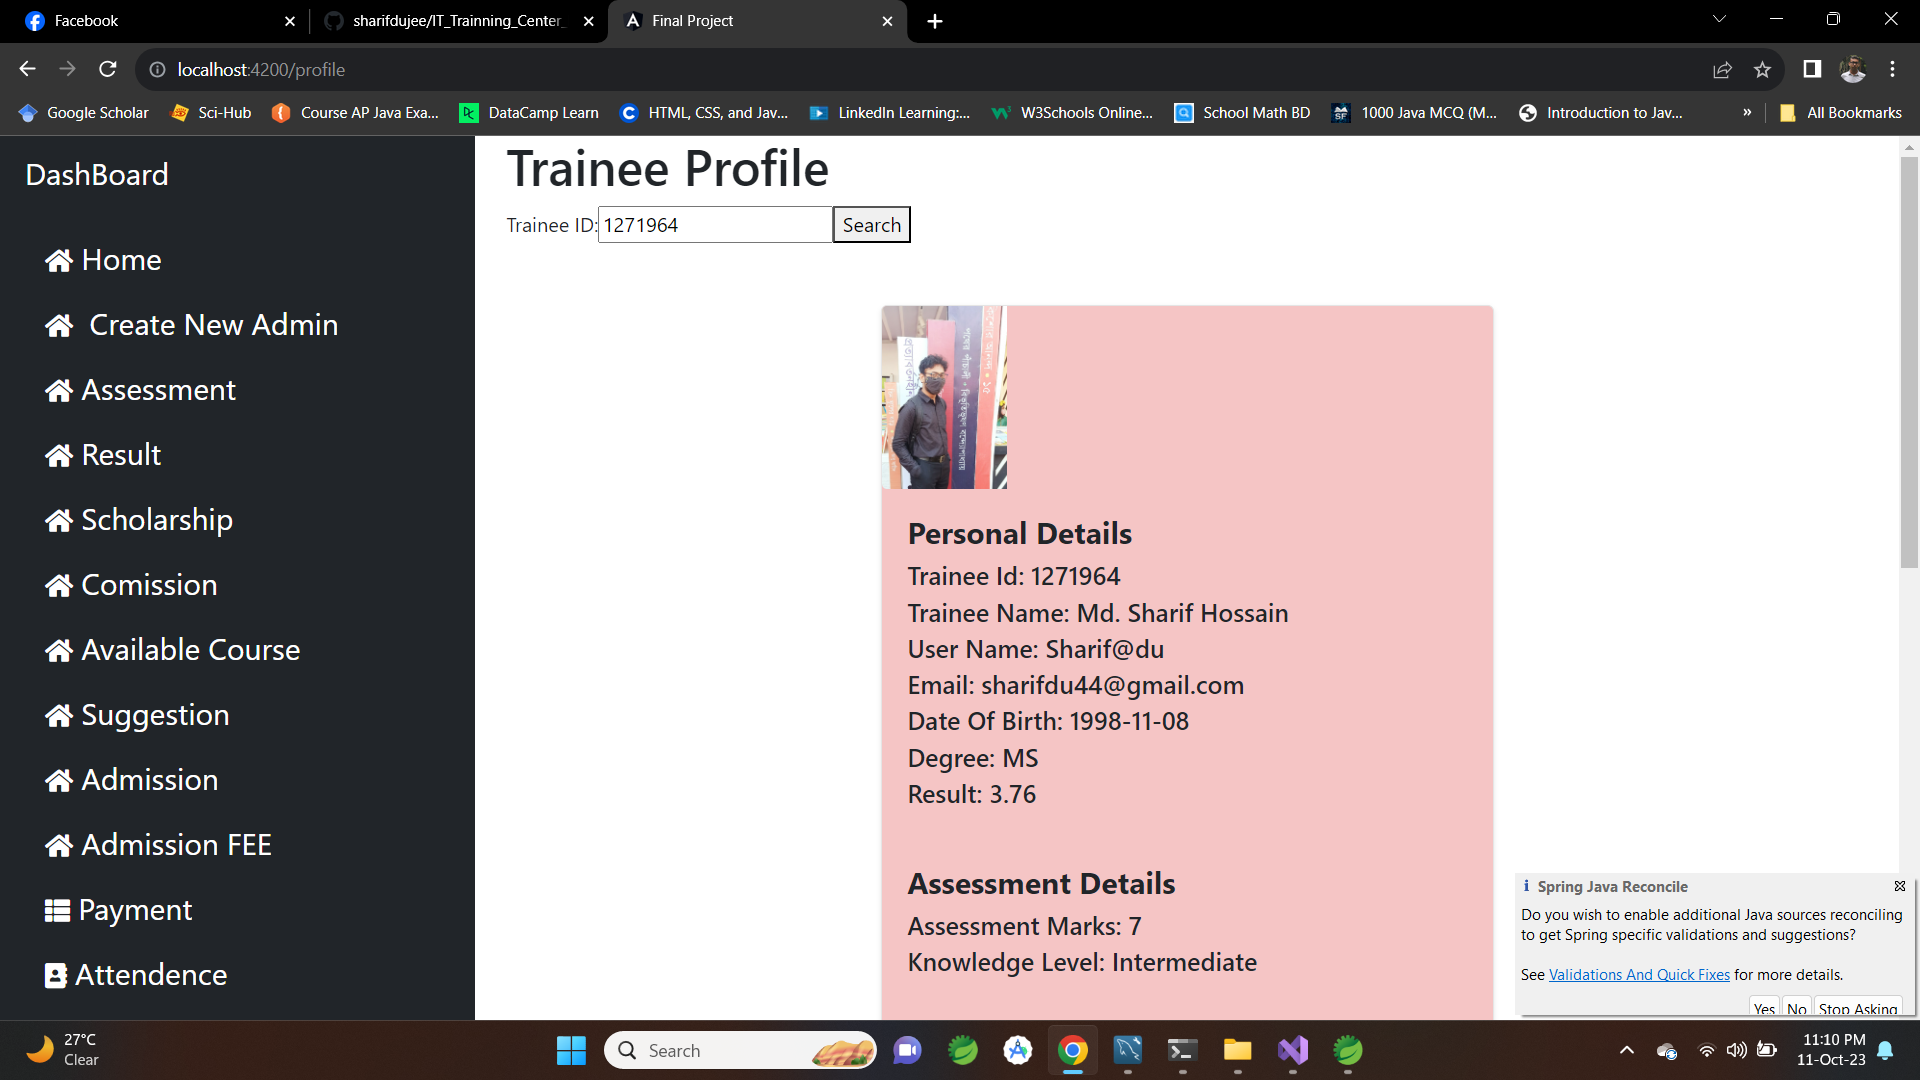 Facebook
sharifdujee/IT_Trainning_Center_
Final Project
localhost:4200/profile
Google Scholar
Sci-Hub
Course AP Java Exa...
DataCamp Learn
HTML, CSS, and Jav...
LinkedIn Learning:...
W3Schools Online...
School Math BD
1000 Java MCQ (M...
Introduction to Jav...
»
All Bookmarks
DashBoard
Home
Create New Admin
Assessment
Result
Scholarship
Comission
Available Course
Suggestion
Admission
Admission FEE
Payment
Attendence
Trainee Profile
Trainee ID: 1271964 Search
Personal Details
Trainee Id: 1271964
Trainee Name: Md. Sharif Hossain
User Name: Sharif@du
Email: sharifdu44@gmail.com
Date Of Birth: 1998-11-08
Degree: MS
Result: 3.76
Assessment Details
Assessment Marks: 7
Knowledge Level: Intermediate
Spring Java Reconcile
Do you wish to enable additional Java sources reconciling
to get Spring specific validations and suggestions?
See Validations And Quick Fixes for more details.
Yes No Stop Asking
27°C
Clear
Search
11:10 PM
11-Oct-23